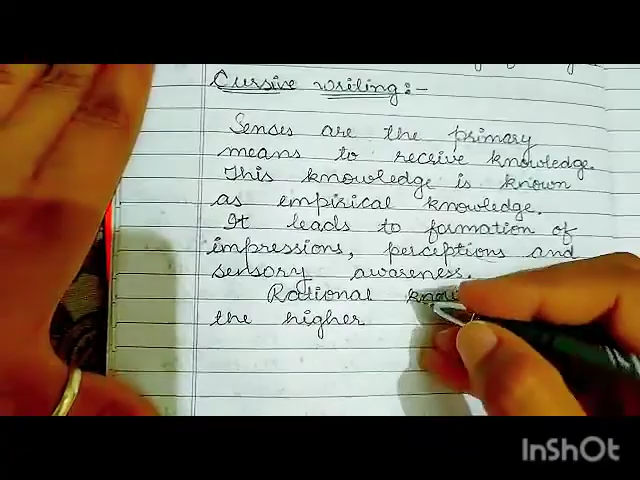 Cursive writing:-
Senses are the primary
means to receive knowledge.
This knowledge is known
as empirical knowledge.
It leads to formation of
impressions, perceptions and
sensory awareness.
Rational
the higher
InShOt